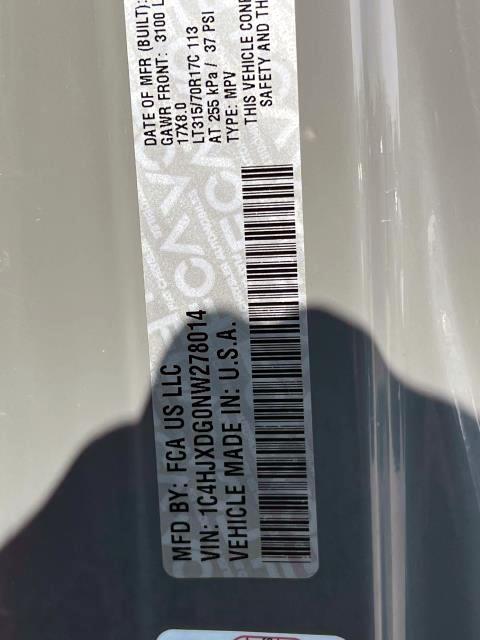 MFD BY: FCA US LLC
VIN: 1C4HJXDG0NW278014
VEHICLE MADE IN: U.S.A.
DATE OF MFR (BUILT):
GAWR FRONT: 3100 L
17X8.0
LT315/70R17C 113
AT 255 kPa / 37 PSI
TYPE: MPV
THIS VEHICLE CONF
SAFETY AND TH